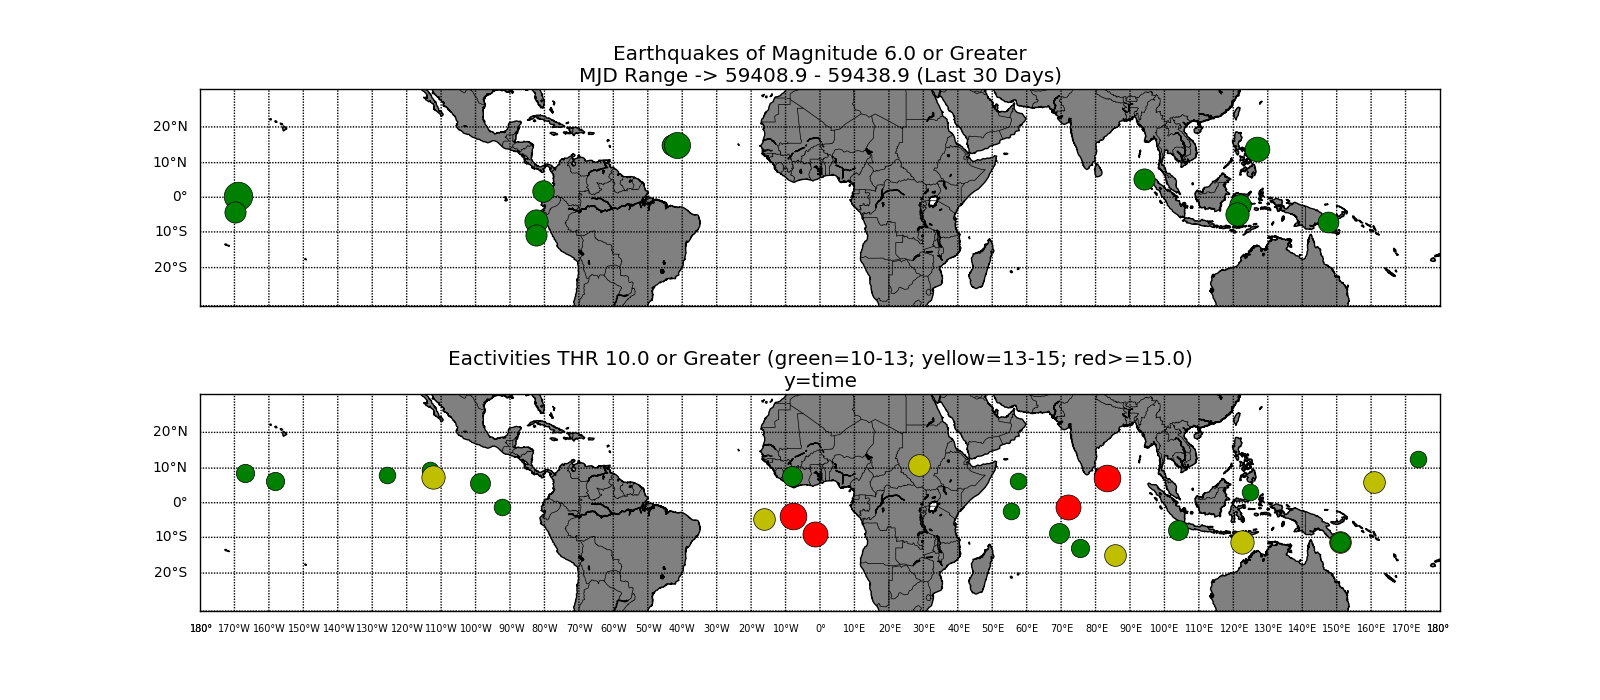 Earthquakes of Magnitude 6.0 or Greater
MJD Range -> 59408.9 - 59438.9 (Last 30 Days)
20°N
10°N
0°
10°S
20°S
Eactivities THR 10.0 or Greater (green=10-13; yellow=13-15; red>=15.0)
y=time
20°N
10°N
0°
10°S
20°S
180° 170°W 160°W 150°W 140°W 130°W 120°W 110°W 100°W 90°W 80°W 70°W 60°W 50°W 40°W 30°W 20°W 10°W 0° 10°E 20°E 30°E 40°E 50°E 60°E 70°E 80°E 90°E 100°E 110°E 120°E 130°E 140°E 150°E 160°E 170°E 180°